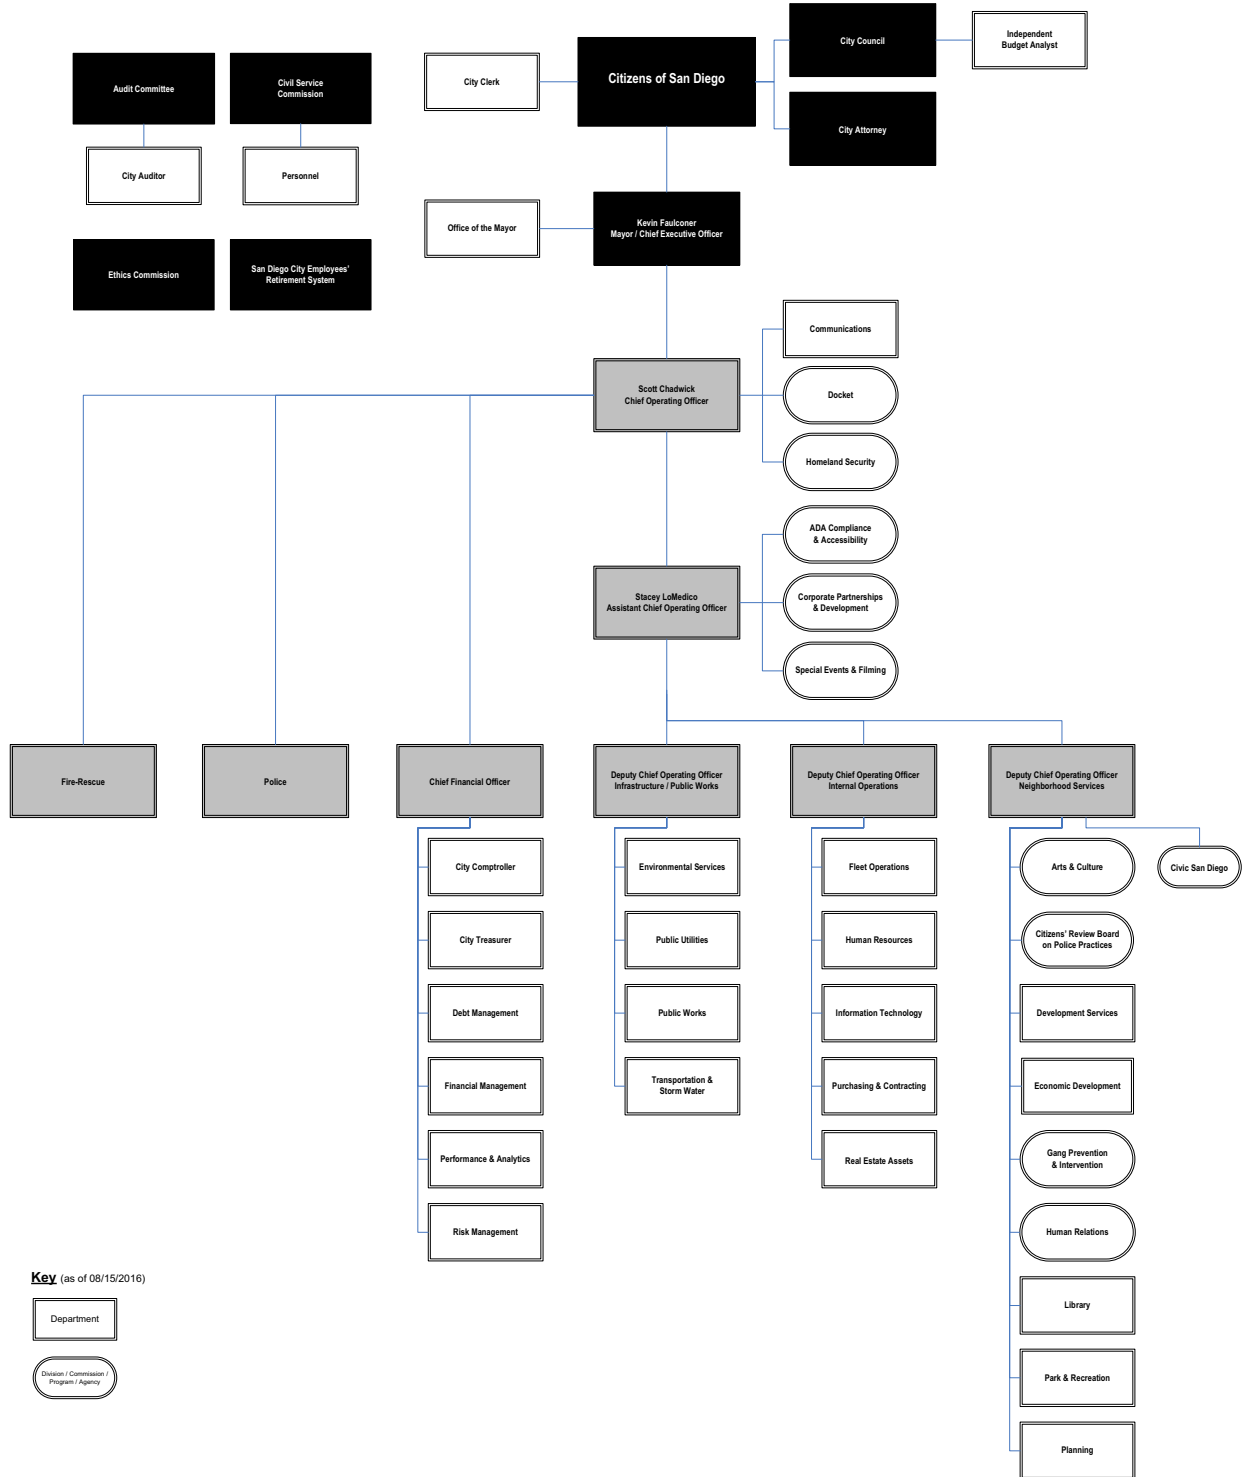 City Council
Independent
Budget Analyst
Citizens of San Diego
City Clerk
City Attorney
Audit Committee
Civil Service
Commission
City Auditor
Personnel
Office of the Mayor
Kevin Faulconer
Mayor / Chief Executive Officer
Ethics Commission
San Diego City Employees'
Retirement System
Communications
Scott Chadwick
Chief Operating Officer
Docket
Homeland Security
ADA Compliance
& Accessibility
Stacey LoMedico
Assistant Chief Operating Officer
Corporate Partnerships
& Development
Special Events & Filming
Fire-Rescue
Police
Chief Financial Officer
Deputy Chief Operating Officer
Infrastructure / Public Works
Deputy Chief Operating Officer
Internal Operations
Deputy Chief Operating Officer
Neighborhood Services
City Comptroller
City Treasurer
Debt Management
Financial Management
Performance & Analytics
Risk Management
Environmental Services
Public Utilities
Public Works
Transportation &
Storm Water
Fleet Operations
Human Resources
Information Technology
Purchasing & Contracting
Real Estate Assets
Arts & Culture
Civic San Diego
Citizens' Review Board
on Police Practices
Development Services
Economic Development
Gang Prevention
& Intervention
Human Relations
Library
Park & Recreation
Planning
Key (as of 08/15/2016)
Department
Division / Commission /
Program / Agency